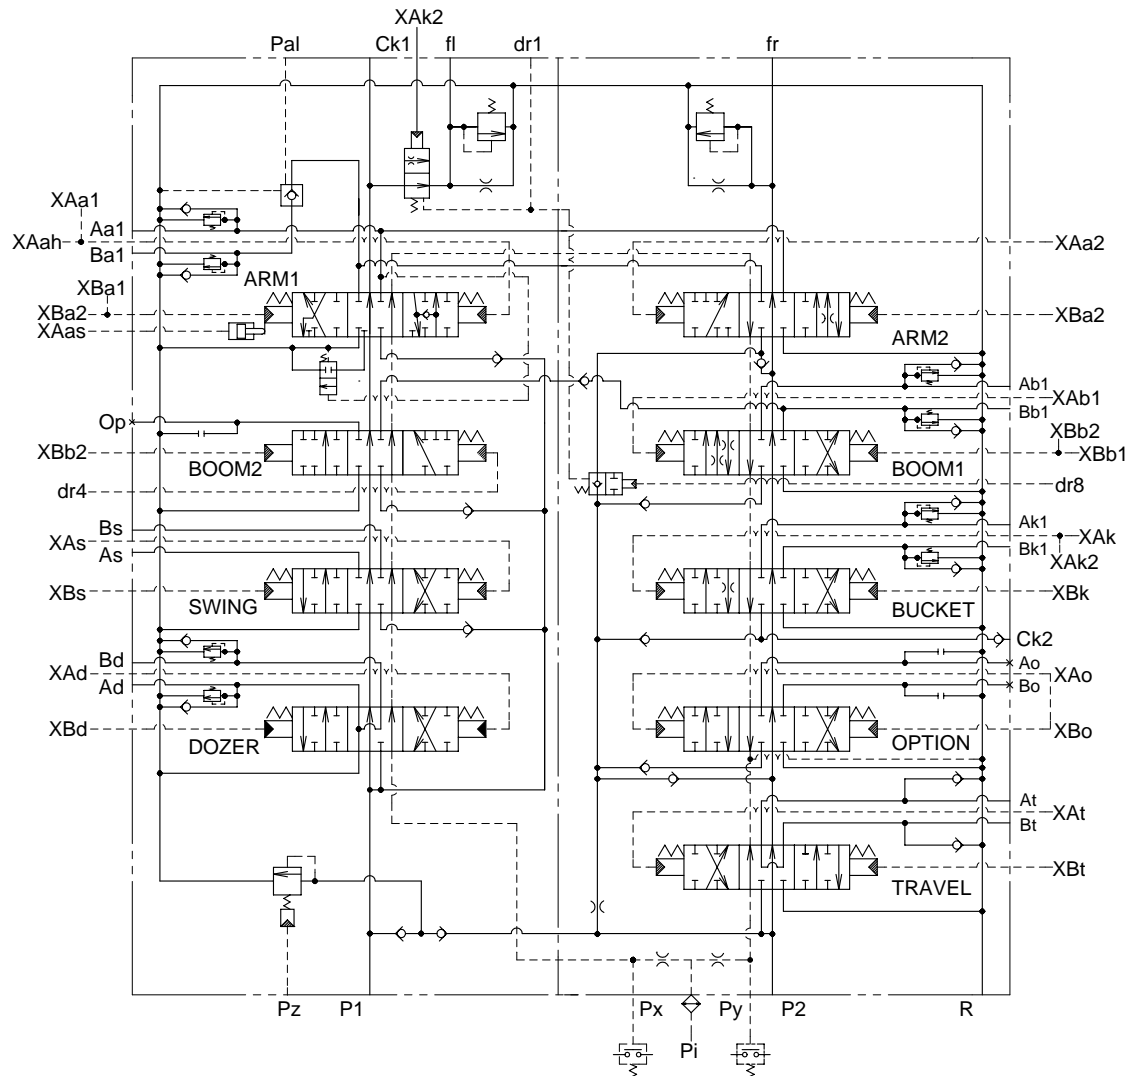 XAk2
Pal
Ck1
fl
dr1
fr
XAa1
XAah
Aa1
Ba1
XAa2
XBa1
ARM1
XBa2
XAas
XBa2
ARM2
Ab1
XAb1
Bb1
Op
XBb2
XBb2
XBb1
BOOM2
BOOM1
dr4
dr8
Bs
Ak1
XAs
XAk
As
Bk1
XAk2
XBs
XBk
SWING
BUCKET
Ck2
Bd
Ao
XAd
XAo
Ad
Bo
XBd
XBo
DOZER
OPTION
At
XAt
Bt
XBt
TRAVEL
Pz
P1
Px
Py
P2
R
Pi